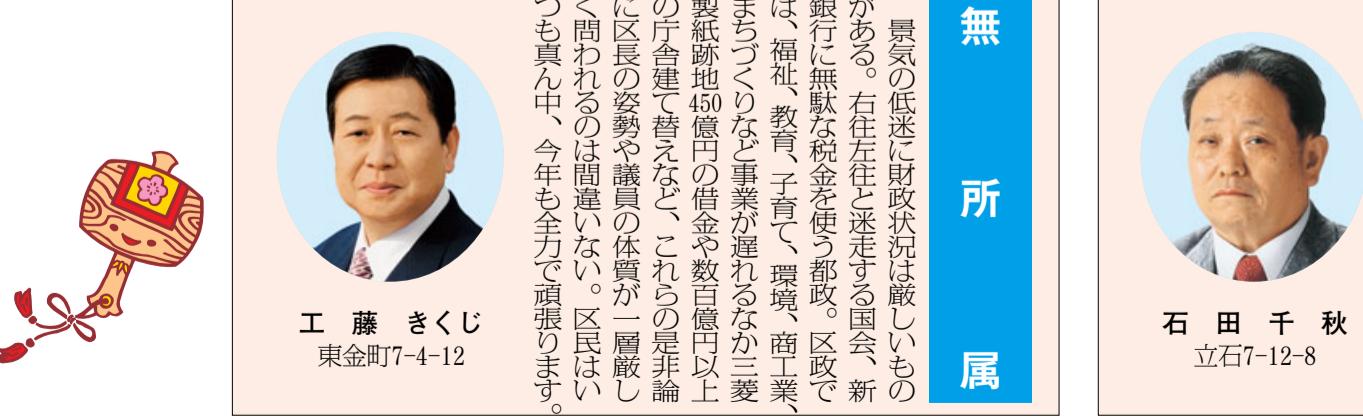 無所属
景気の低迷に財政状況は厳しいもの
がある。右往左往と迷走する国会、新
銀行に無駄な税金を使う都政。区政で
は、福祉、教育、子育て、環境、商工業、
まちづくりなど事業が遅れるなか三菱
製紙跡地450億円の借金や数百億円以上
の庁舎建て替えなど、これらの是非論
に区長の姿勢や議員の体質が一層厳し
く問われるのは間違いない。区民はい
つも真ん中、今年も全力で頑張ります。
工藤 きくじ
東金町7-4-12
石田千秋
立石7-12-8